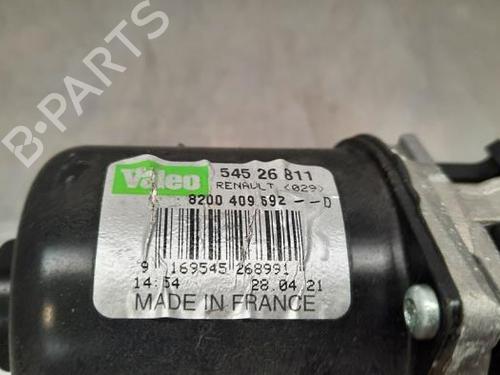 B-PARTS
Valeo 545 26 811
RENAULT <029>
8200 409 692 -- D
9 169545 268991
14:54 28.04.21
MADE IN FRANCE